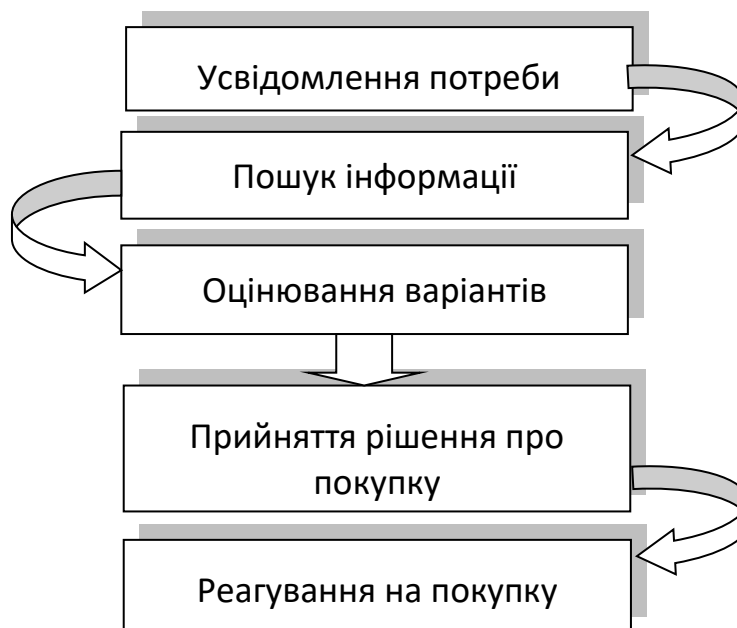 Усвідомлення потреби
Пошук інформації
Оцінювання варіантів
Прийняття рішення про
покупку
Реагування на покупку